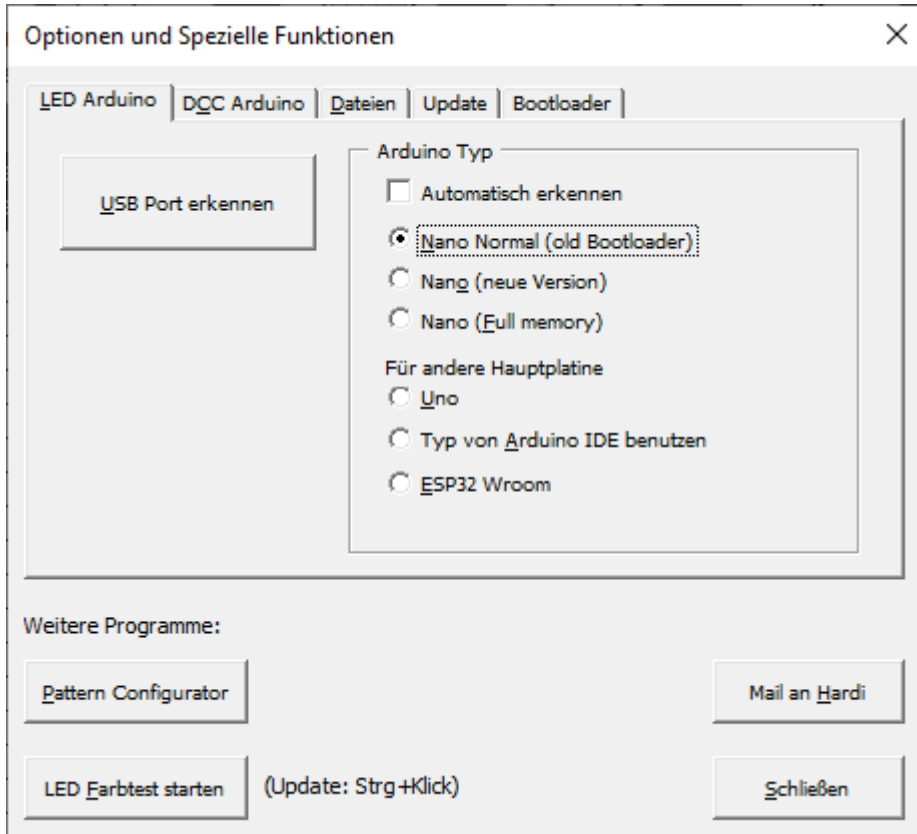 Optionen und Spezielle Funktionen
LED Arduino DCC Arduino Dateien Update Bootloader
USB Port erkennen
Arduino Typ
Automatisch erkennen
Nano Normal (old Bootloader)
Nano (neue Version)
Nano (Full memory)
Für andere Hauptplatine
Uno
Typ von Arduino IDE benutzen
ESP32 Wroom
Weitere Programme:
Pattern Configurator
Mail an Hardi
LED Farbtest starten (Update: Strg+Klick)
Schließen